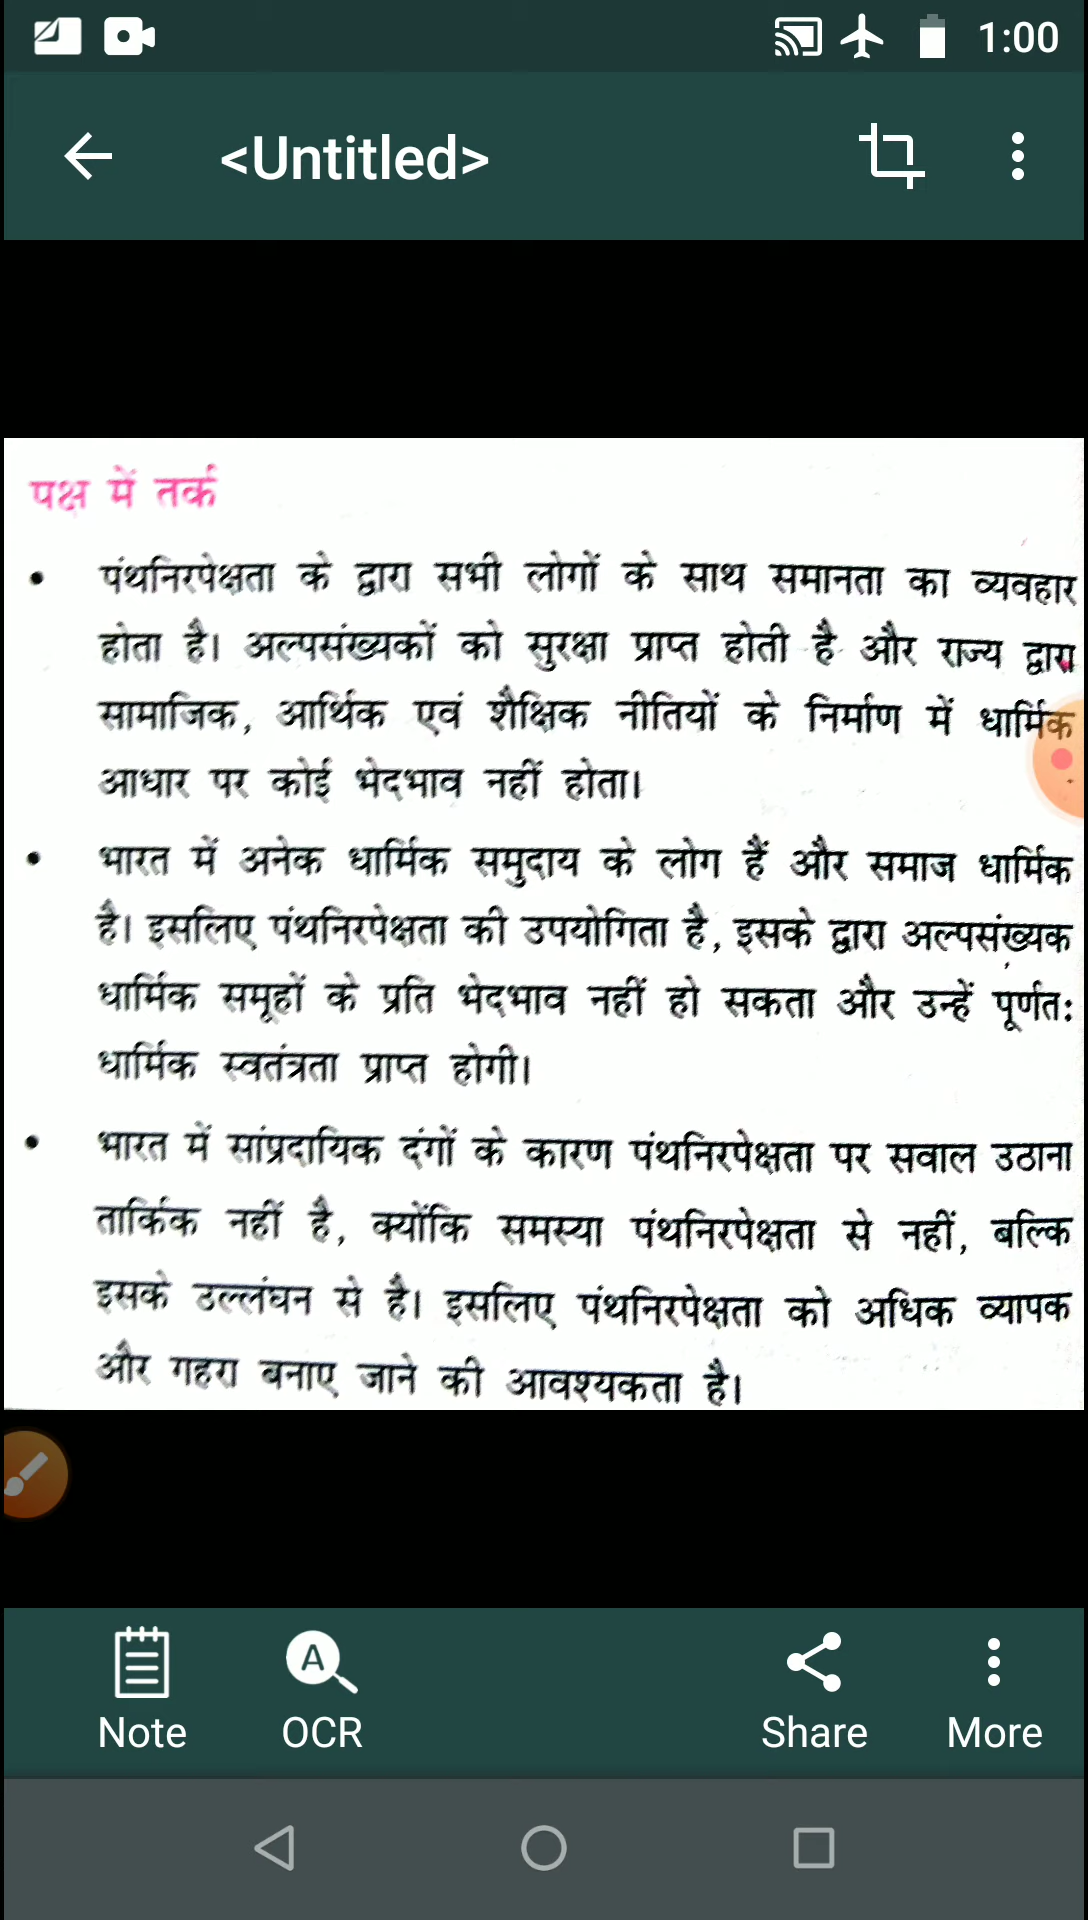 1:00
<Untitled>
पक्ष में तर्क
• पंथनिरपेक्षता के द्वारा सभी लोगों के साथ समानता का व्यवहार
होता है। अल्पसंख्यकों को सुरक्षा प्राप्त होती है और राज्य द्वारा
सामाजिक, आर्थिक एवं शैक्षिक नीतियों के निर्माण में धार्मिक
आधार पर कोई भेदभाव नहीं होता।
• भारत में अनेक धार्मिक समुदाय के लोग हैं और समाज धार्मिक
है। इसलिए पंथनिरपेक्षता की उपयोगिता है, इसके द्वारा अल्पसंख्यक
धार्मिक समूहों के प्रति भेदभाव नहीं हो सकता और उन्हें पूर्णत:
धार्मिक स्वतंत्रता प्राप्त होगी।
• भारत में सांप्रदायिक दंगों के कारण पंथनिरपेक्षता पर सवाल उठाना
तार्किक नहीं है, क्योंकि समस्या पंथनिरपेक्षता से नहीं, बल्कि
इसके उल्लंघन से है। इसलिए पंथनिरपेक्षता को अधिक व्यापक
और गहरा बनाए जाने की आवश्यकता है।
Note OCR Share More